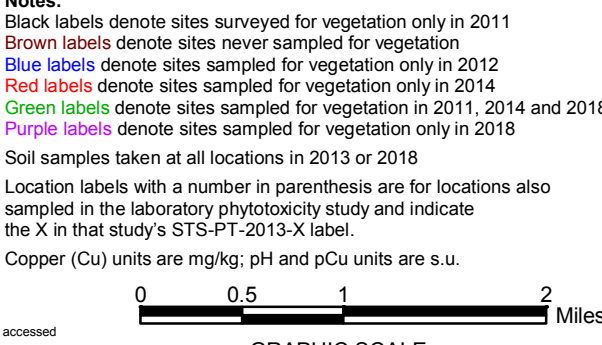 Notes:
Black labels denote sites surveyed for vegetation only in 2011
Brown labels denote sites never sampled for vegetation
Blue labels denote sites sampled for vegetation only in 2012
Red labels denote sites sampled for vegetation only in 2014
Green labels denote sites sampled for vegetation in 2011, 2014 and 2018
Purple labels denote sites sampled for vegetation only in 2018
Soil samples taken at all locations in 2013 or 2018
Location labels with a number in parenthesis are for locations also
sampled in the laboratory phytotoxicity study and indicate
the X in that study's STS-PT-2013-X label.
Copper (Cu) units are mg/kg; pH and pCu units are s.u.
0 0.5 1 2
Miles
accessed
GRAPHIC SCALE